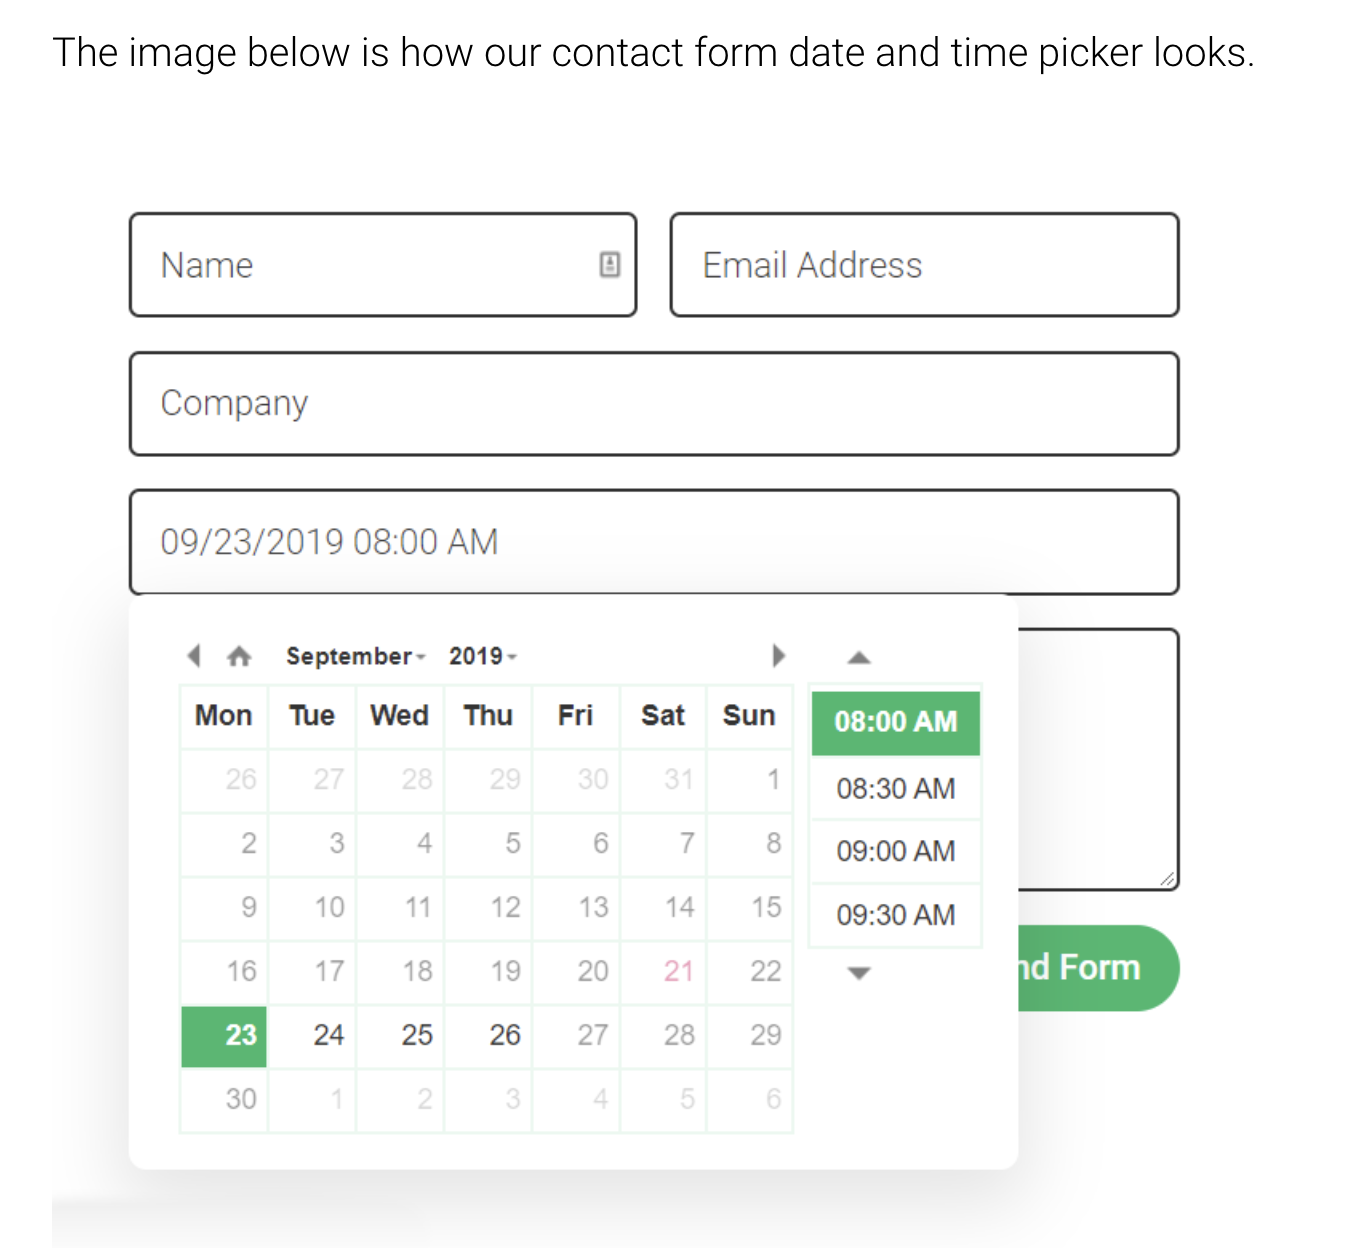 The image below is how our contact form date and time picker looks.
Name
Email Address
Company
09/23/2019 08:00 AM
September 2019
Mon Tue Wed Thu Fri Sat Sun
26 27 28 29 30 31 1
2 3 4 5 6 7 8
9 10 11 12 13 14 15
16 17 18 19 20 21 22
23 24 25 26 27 28 29
30 1 2 3 4 5 6
08:00 AM
08:30 AM
09:00 AM
09:30 AM
nd Form